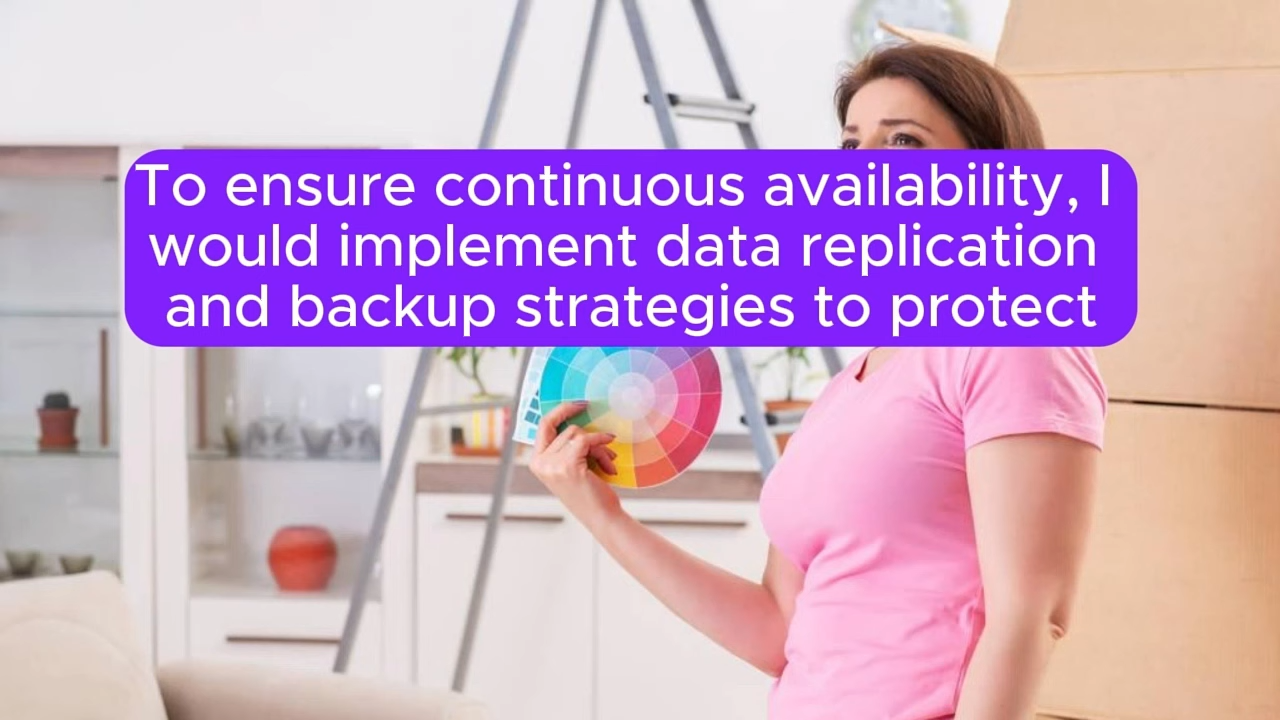 To ensure continuous availability, I
would implement data replication
and backup strategies to protect